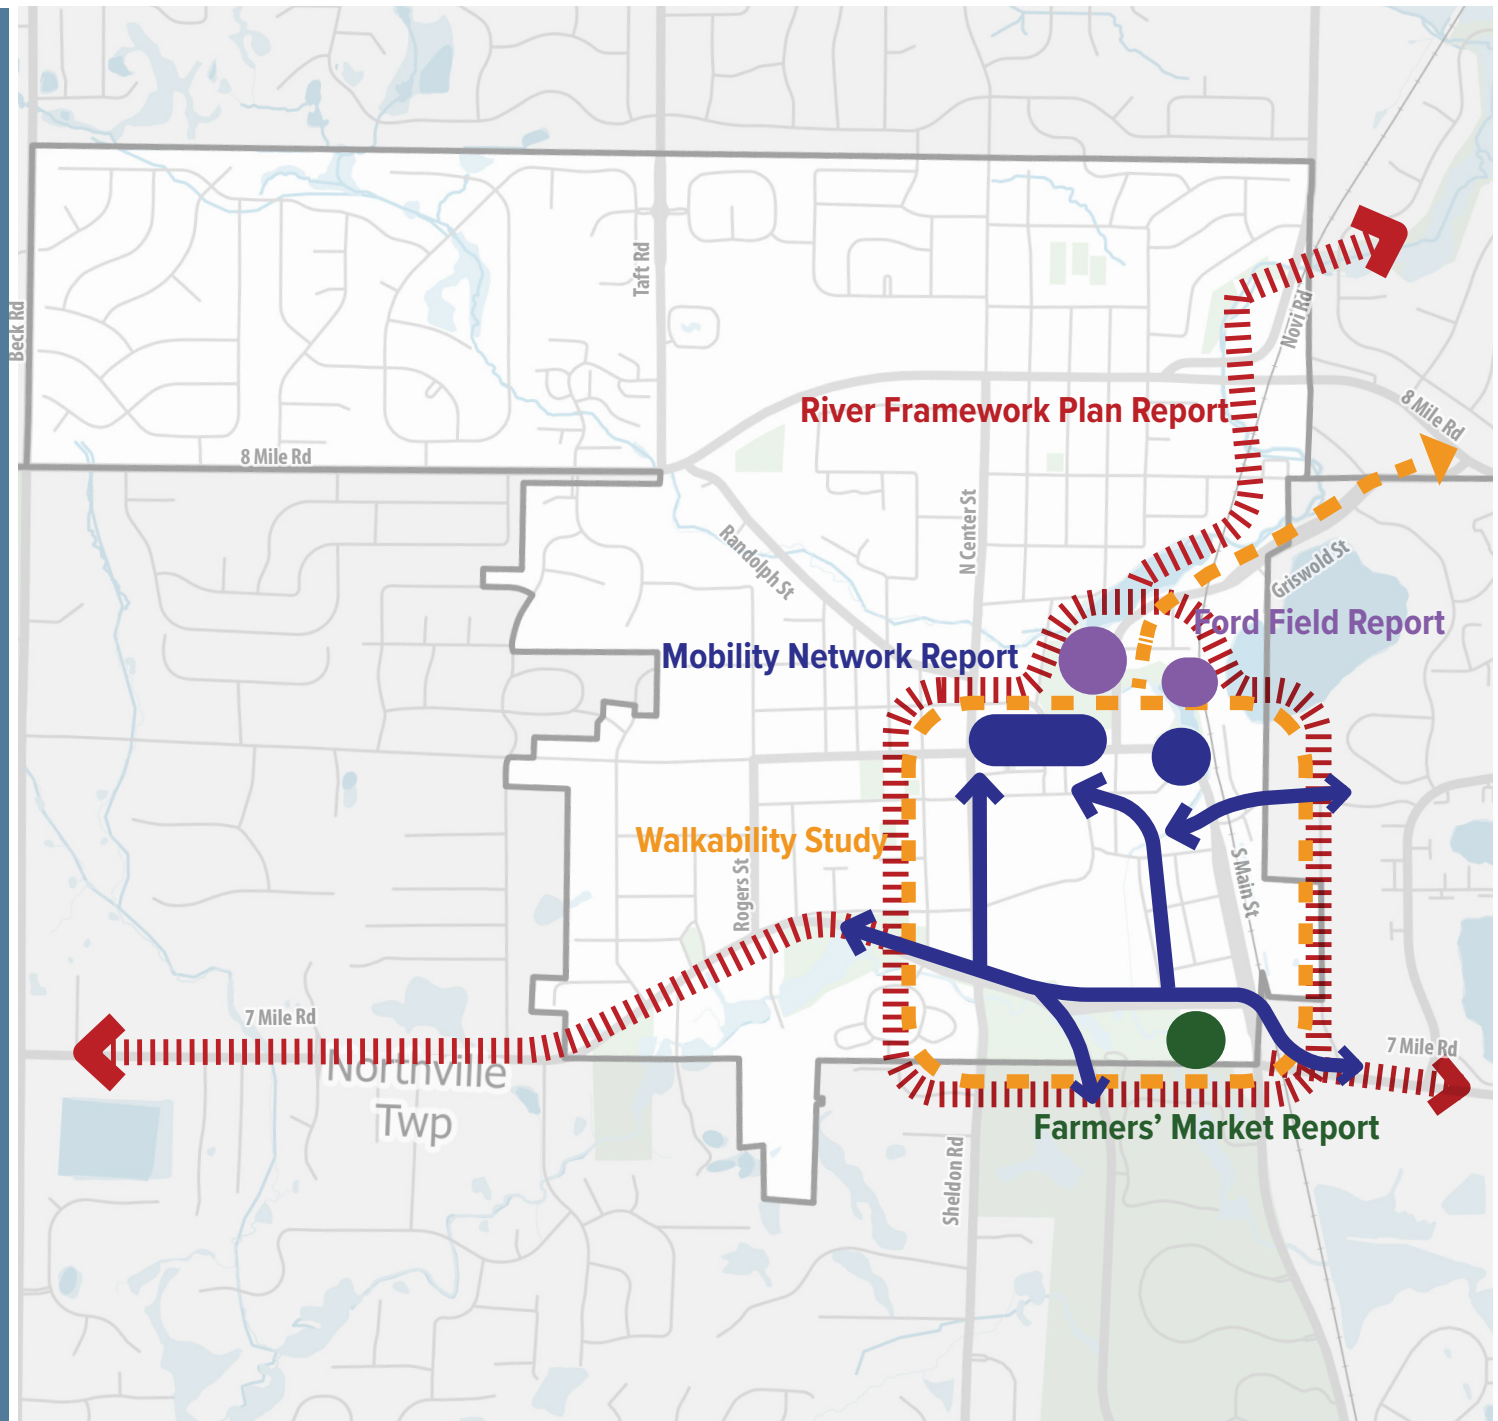 Taft Rd
Beck Rd
Novi Rd
River Framework Plan Report
8 Mile Rd
8 Mile Rd
N Center St
Randolph St
Griswold St
Ford Field Report
Mobility Network Report
Walkability Study
Rogers St
S Main St
7 Mile Rd
7 Mile Rd
Northville
Twp
Farmers’ Market Report
Sheldon Rd